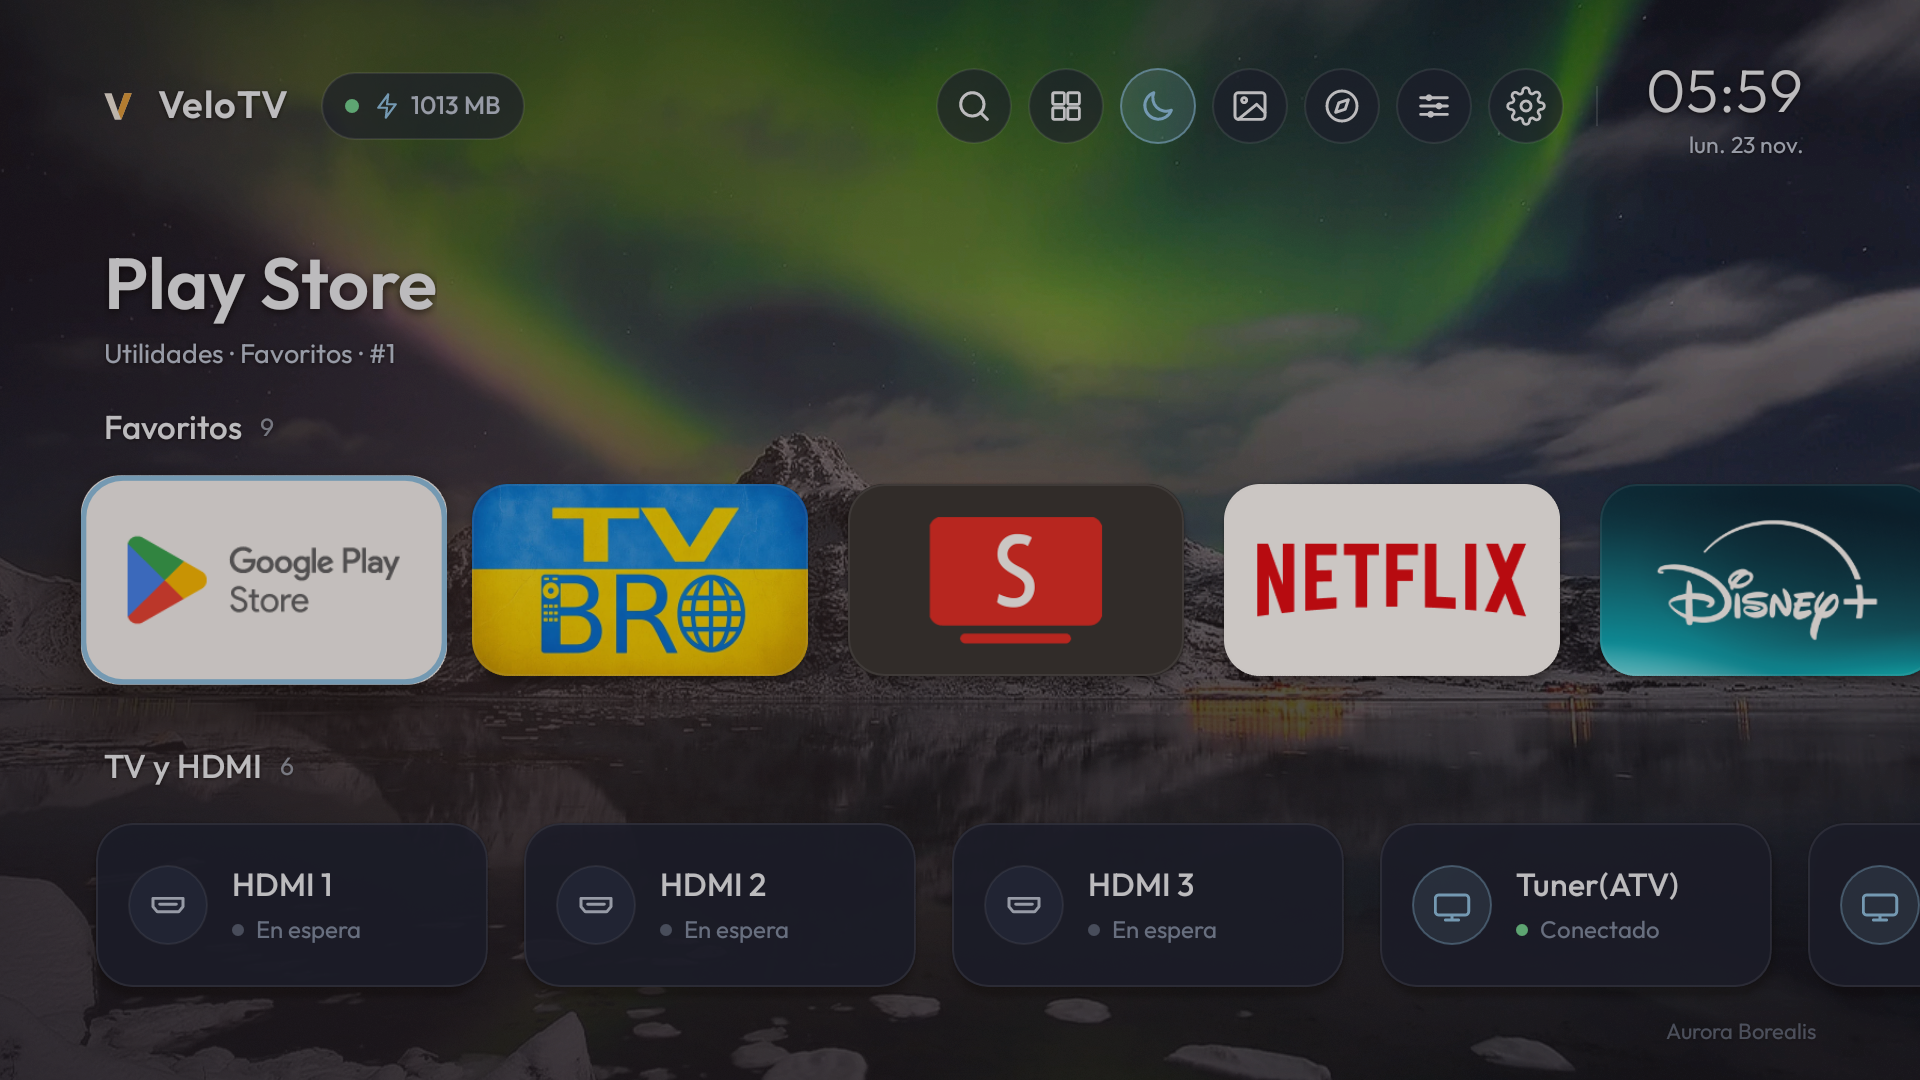 VeloTV
1013 MB
05:59
lun. 23 nov.
Play Store
Utilidades · Favoritos · #1
Favoritos 9
Google Play
Store
TV
BRO
S
NETFLIX
Disney+
TV y HDMI 6
HDMI 1
En espera
HDMI 2
En espera
HDMI 3
En espera
Tuner(ATV)
Conectado
Aurora Borealis